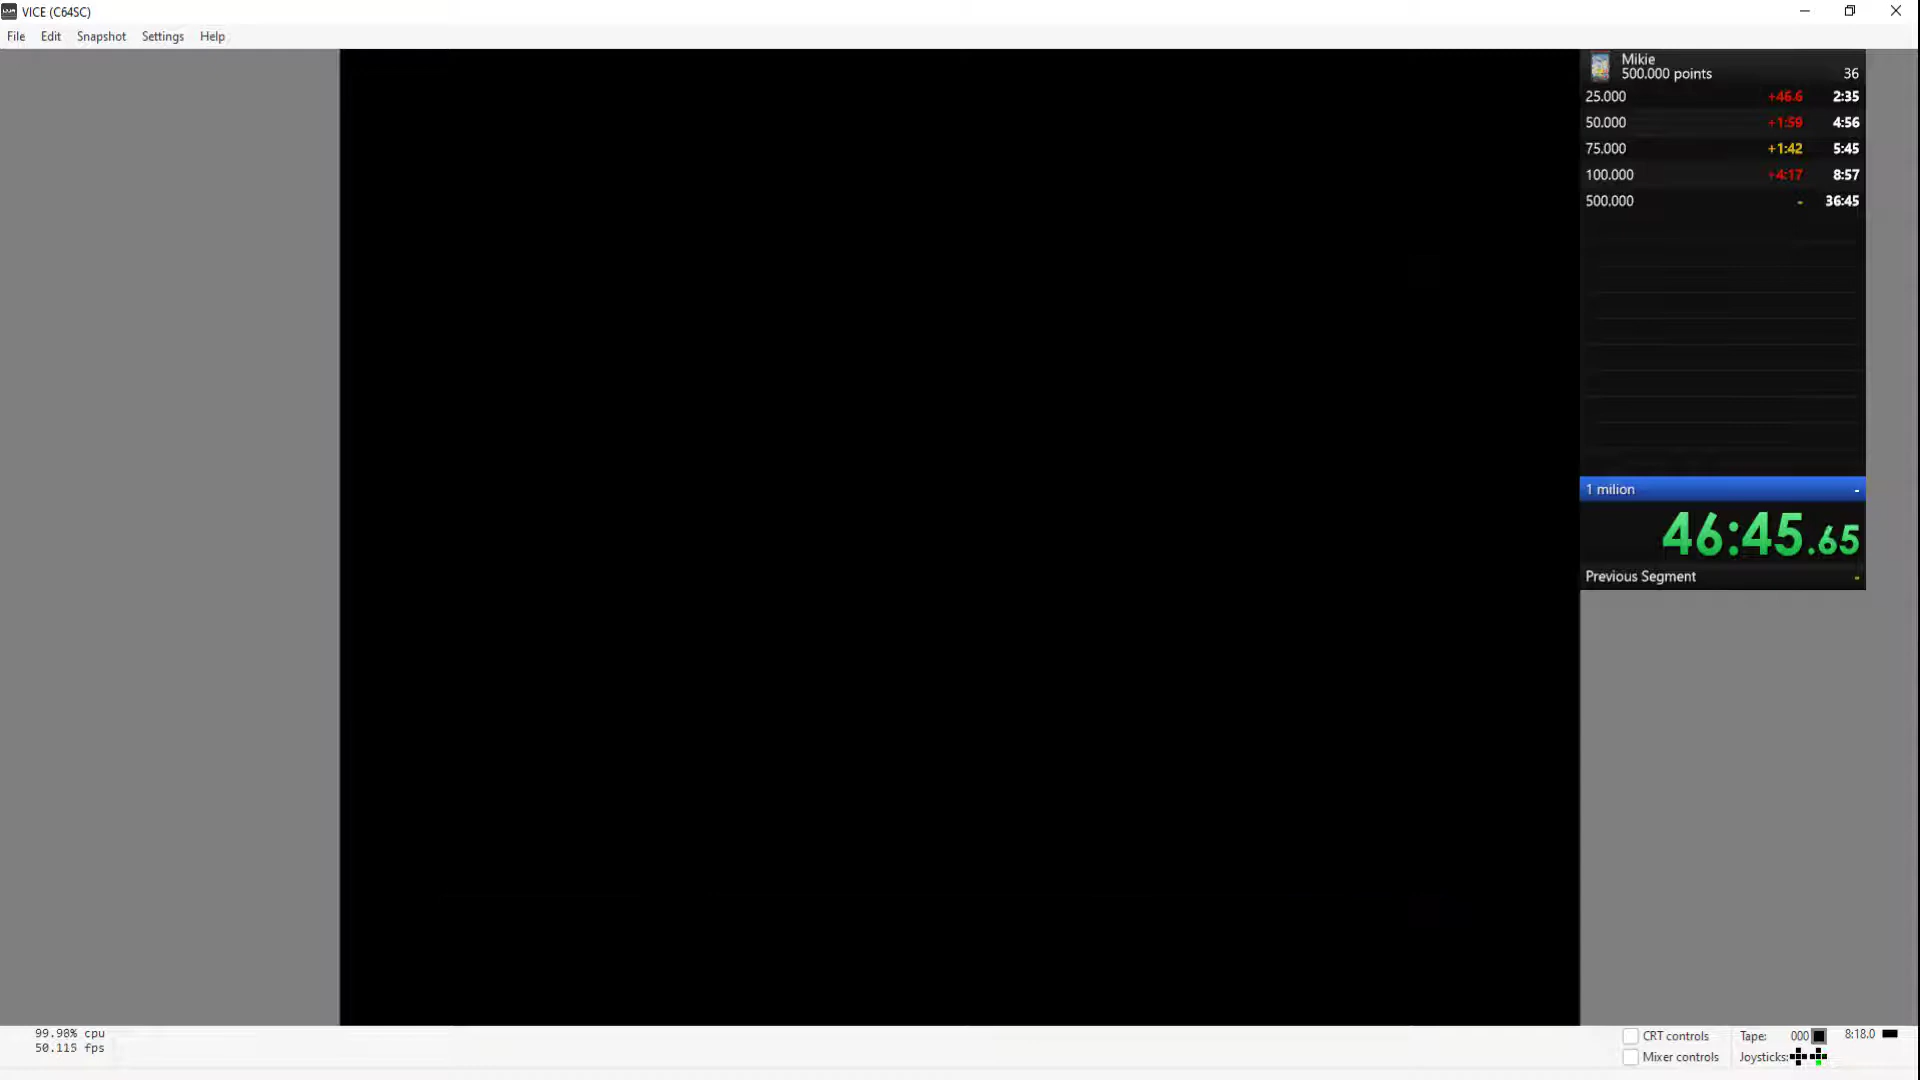 VICE (C64SC)
File Edit Snapshot Settings Help
Mikie
500.000 points 36
25.000 +46.6 2:35
50.000 +1:59 4:56
75.000 +1:42 5:45
100.000 +4:17 8:57
500.000 - 36:45
1 milion -
46:45.65
Previous Segment -
99.98% cpu
50.115 fps
CRT controls
Mixer controls
Tape: 000
Joysticks:
8:18.0